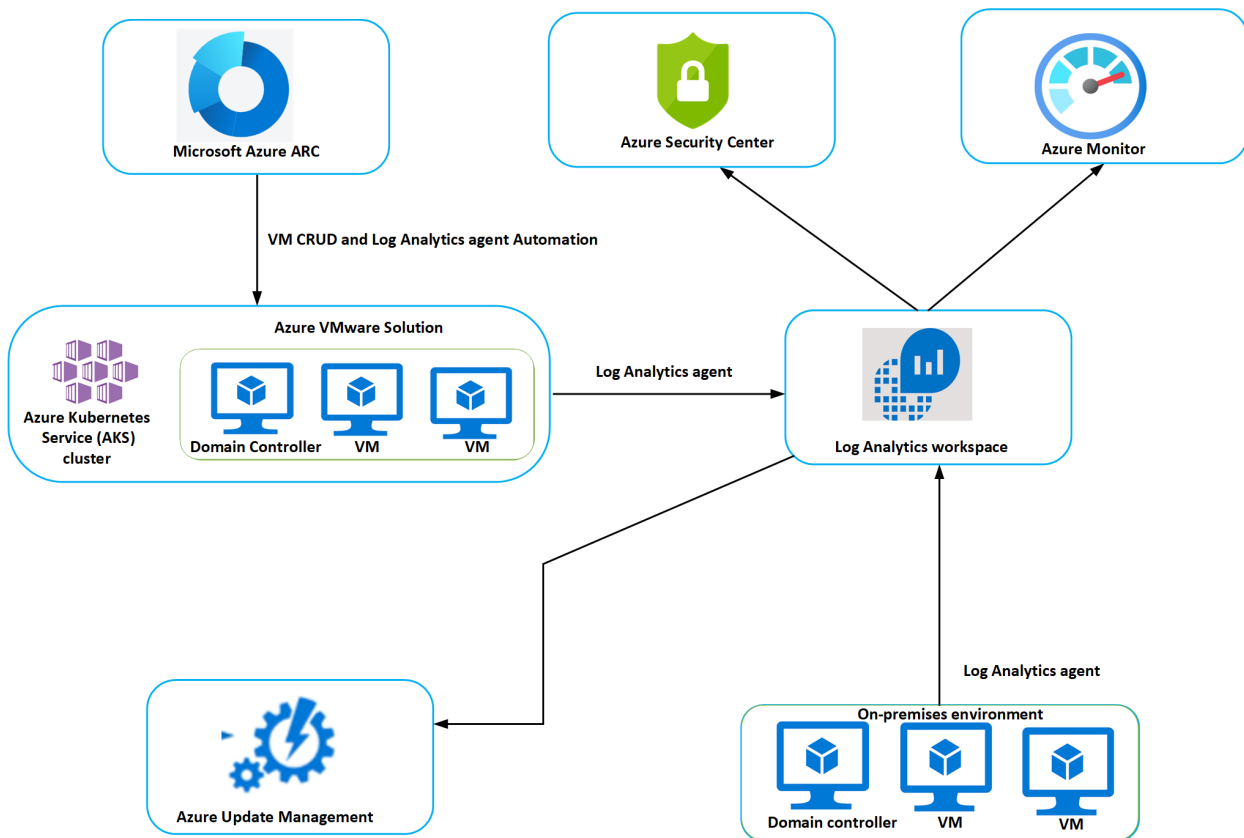 Microsoft Azure ARC
Azure Security Center
Azure Monitor
VM CRUD and Log Analytics agent Automation
Azure VMware Solution
Azure Kubernetes
Service (AKS)
cluster
Domain Controller
VM
VM
Log Analytics agent
Log Analytics workspace
Log Analytics agent
On-premises environment
Domain controller
VM
VM
Azure Update Management